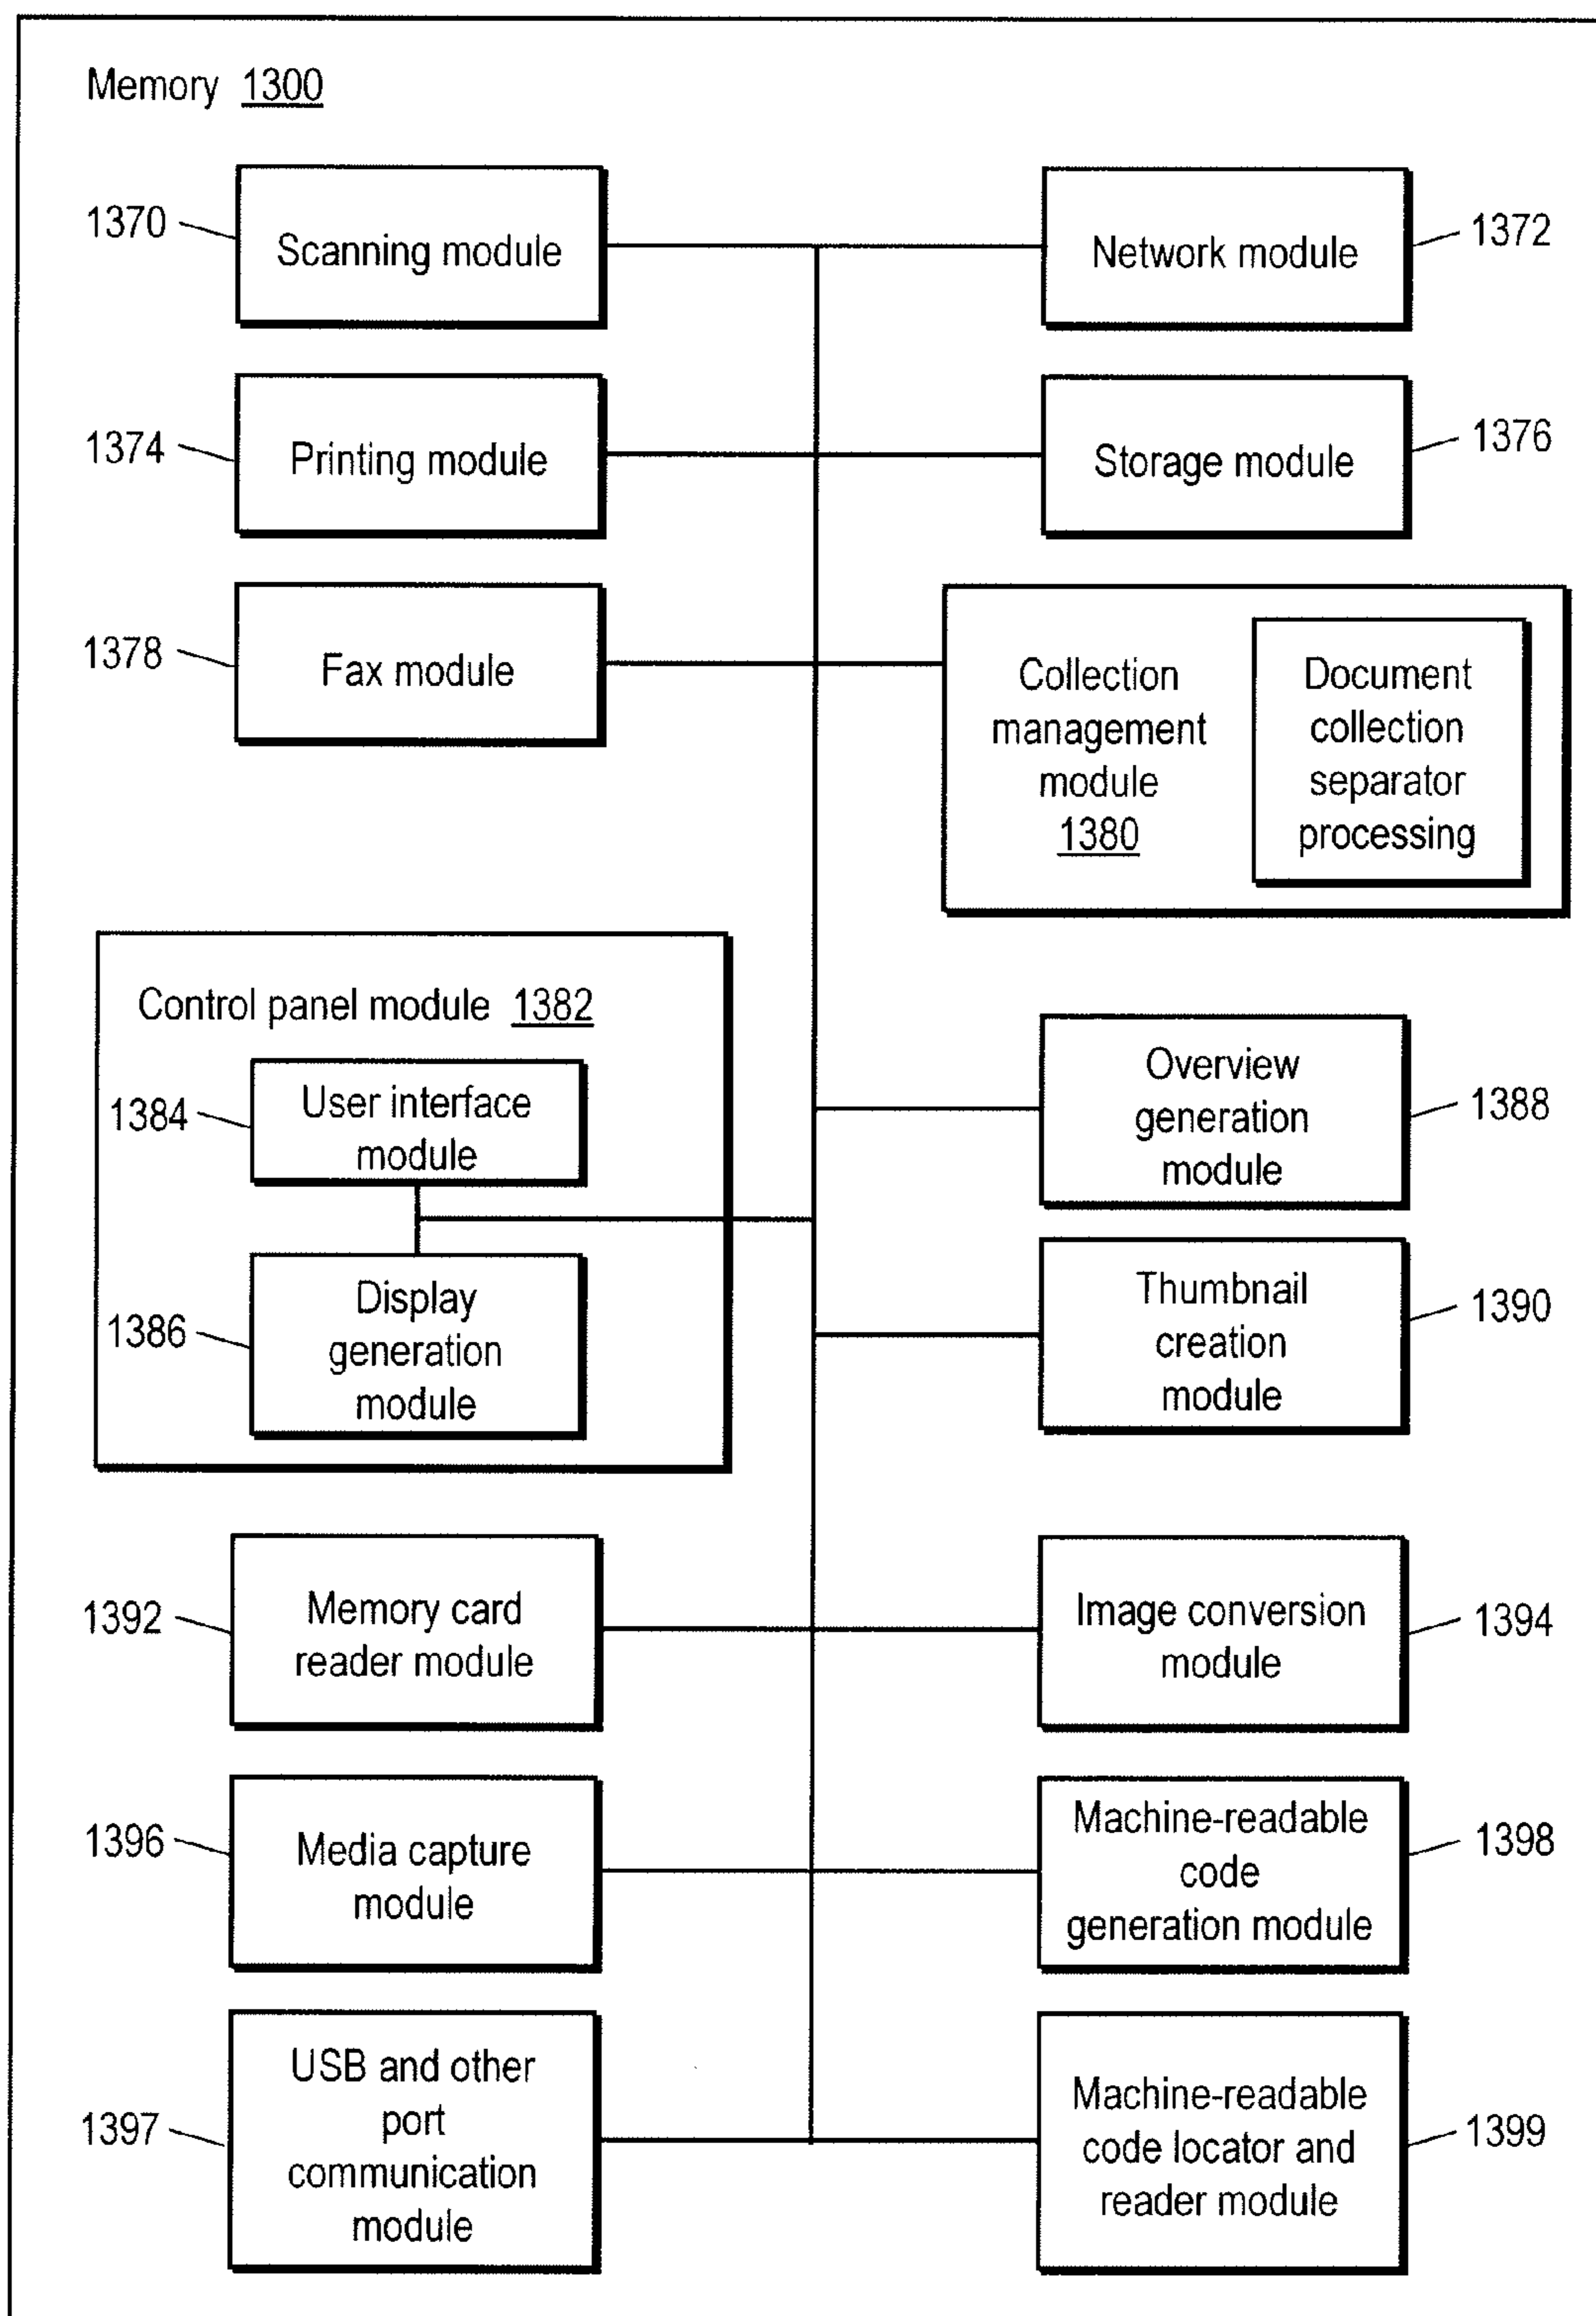 Memory 1300
1370
Scanning module
Network module
1372
1374
Printing module
Storage module
1376
1378
Fax module
Collection
management
module
1380
Document
collection
separator
processing
Control panel module 1382
1384
User interface
module
1386
Display
generation
module
Overview
generation
module
1388
Thumbnail
creation
module
1390
1392
Memory card
reader module
Image conversion
module
1394
1396
Media capture
module
Machine-readable
code
generation module
1398
1397
USB and other
port
communication
module
Machine-readable
code locator and
reader module
1399